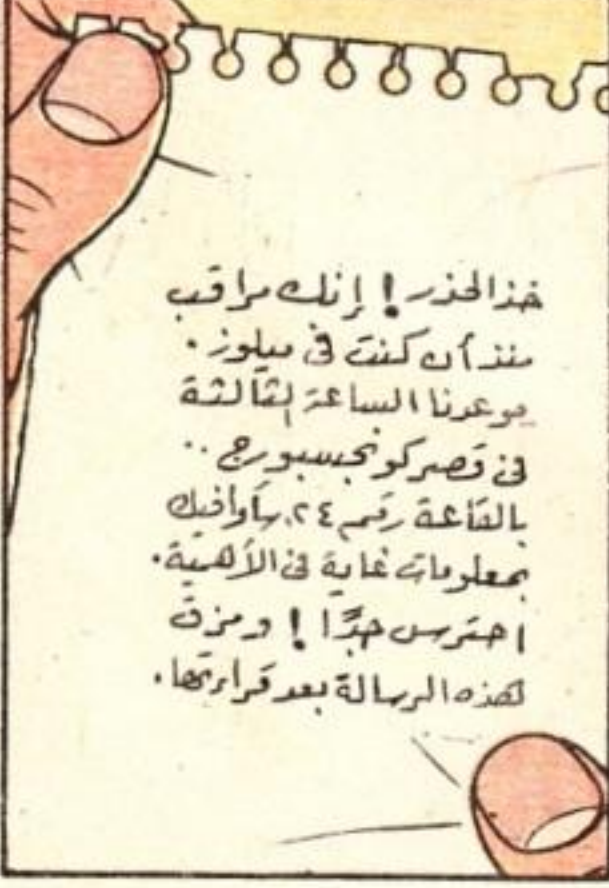 خذ الحذر! إنك مراقب
منذ أن كنت في ميلوز.
موعدنا الساعة الثالثة
في قصر كونجسبورج..
بالقاعة رقم ٢٤. سأوافيك
بمعلومات غاية في الأهمية.
احترس جدًا! ومزق
هذه الرسالة بعد قراءتها.